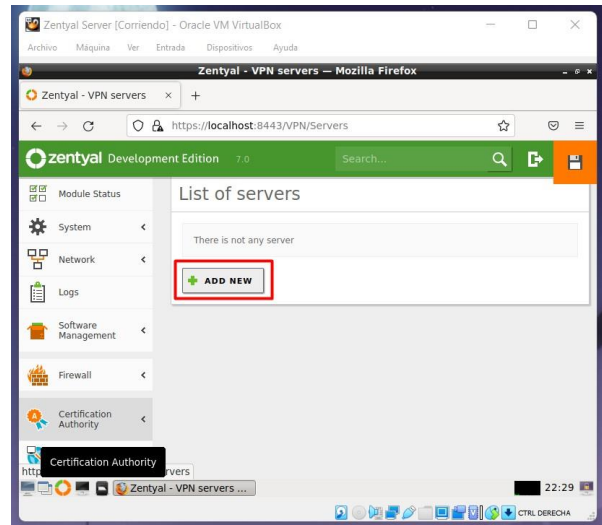 Zentyal Server [Corriendo] - Oracle VM VirtualBox
Archivo Máquina Ver Entrada Dispositivos Ayuda
Zentyal - VPN servers — Mozilla Firefox
Zentyal - VPN servers × +
https://localhost:8443/VPN/Servers
zentyal Development Edition 7.0 Search...
Module Status
List of servers
System
There is not any server
Network
ADD NEW
Logs
Software
Management
Firewall
Certification
Authority
Certification Authority
http rvers
Zentyal - VPN servers ... 22:29
CTRL DERECHA